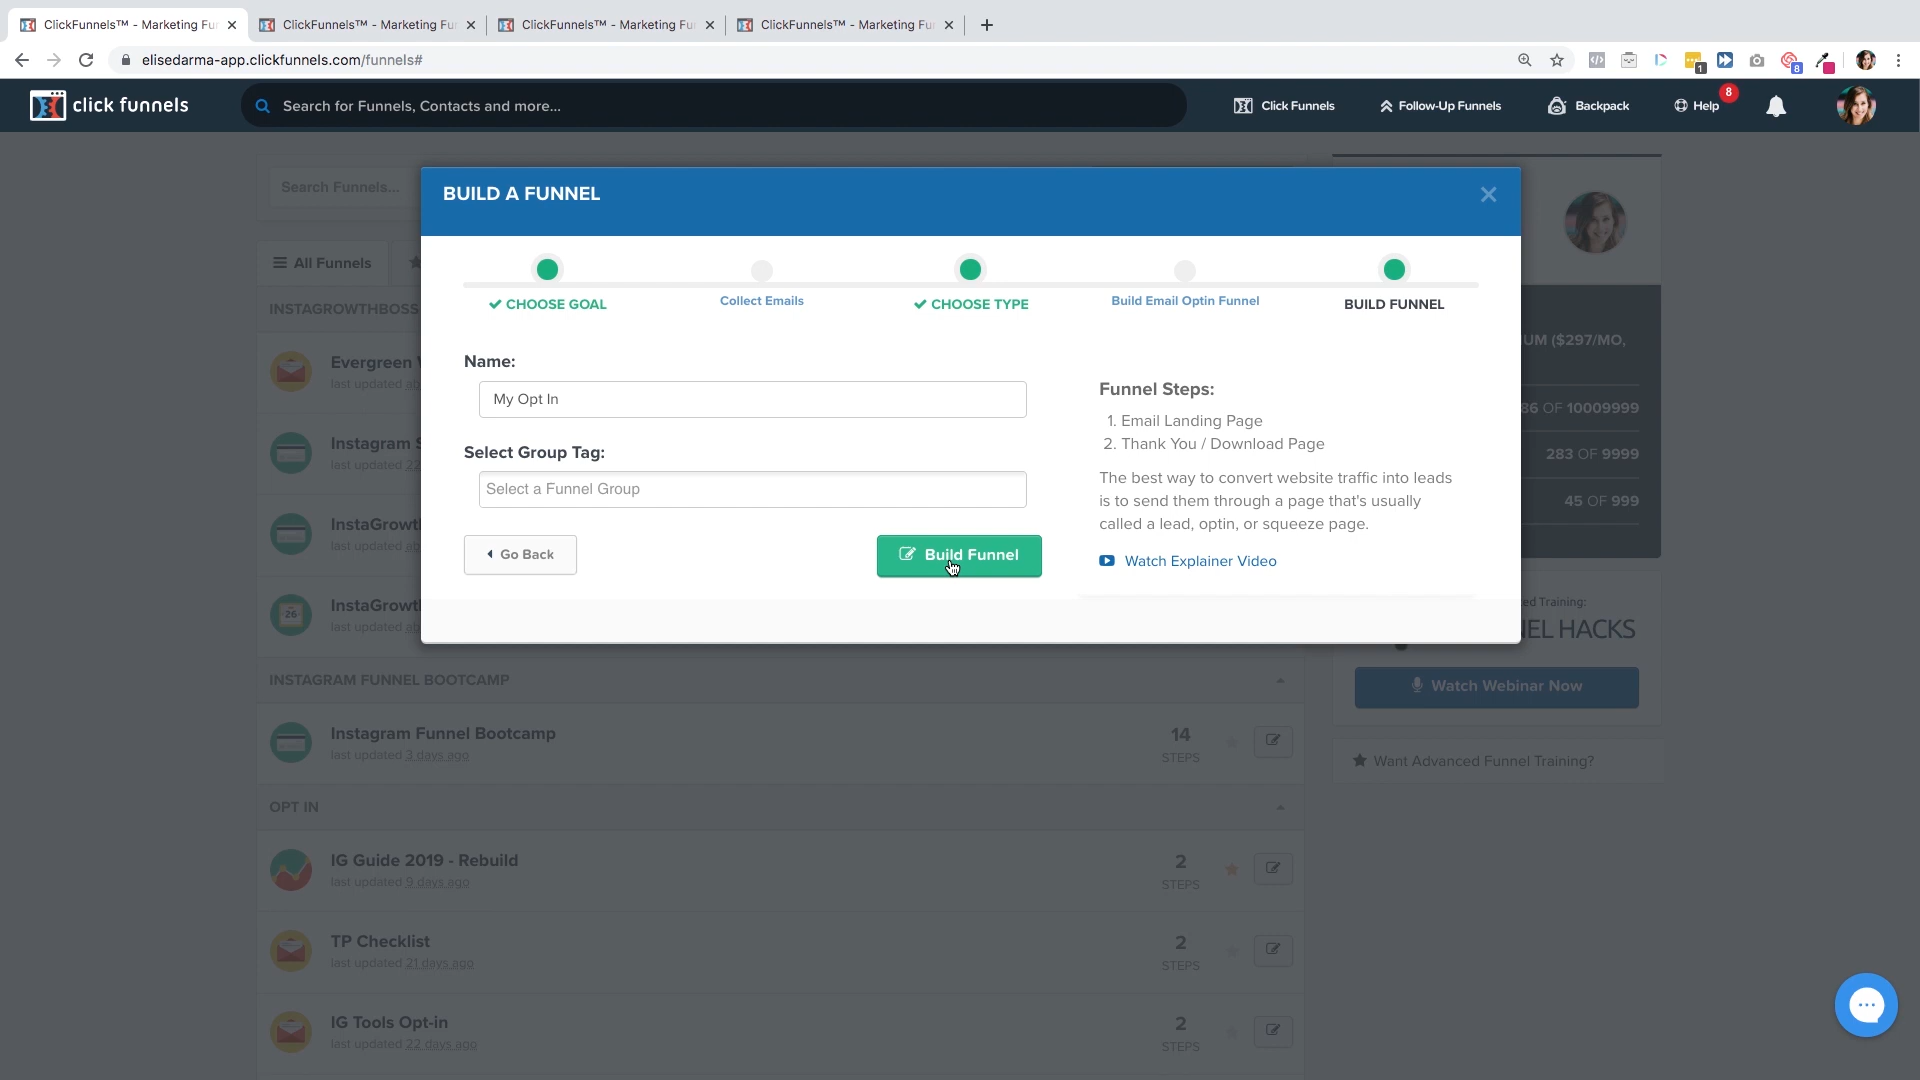 ClickFunnels™ - Marketing Fun
ClickFunnels™ - Marketing Fun
ClickFunnels™ - Marketing Fun
ClickFunnels™ - Marketing Fun
elisedarma-app.clickfunnels.com/funnels#
1
8
click funnels
Search for Funnels, Contacts and more...
Click Funnels
Follow-Up Funnels
Backpack
Help
8
Search Funnels...
All Funnels
INSTAGROWTHBOSS
Evergreen
last updated
Instagram S
last updated 22
InstaGrowth
last updated
InstaGrowth
last updated
26
BUILD A FUNNEL
CHOOSE GOAL
Collect Emails
CHOOSE TYPE
Build Email Optin Funnel
BUILD FUNNEL
Name:
My Opt In
Select Group Tag:
Select a Funnel Group
Go Back
Build Funnel
Funnel Steps:
1. Email Landing Page
2. Thank You / Download Page
The best way to convert website traffic into leads
is to send them through a page that's usually
called a lead, optin, or squeeze page.
Watch Explainer Video
UM ($297/MO,
86 OF 10009999
283 OF 9999
45 OF 999
ed Training:
NEL HACKS
Watch Webinar Now
Want Advanced Funnel Training?
INSTAGRAM FUNNEL BOOTCAMP
Instagram Funnel Bootcamp
last updated 3 days ago
14
STEPS
OPT IN
IG Guide 2019 - Rebuild
last updated 9 days ago
2
STEPS
TP Checklist
last updated 21 days ago
2
STEPS
IG Tools Opt-in
last updated 22 days ago
2
STEPS